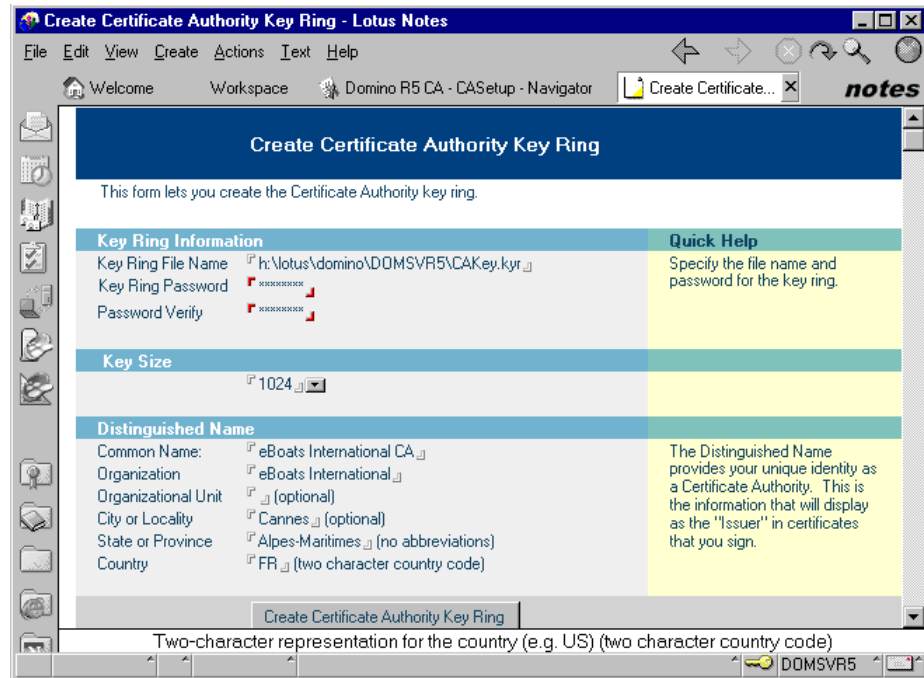 Create Certificate Authority Key Ring - Lotus Notes
File Edit View Create Actions Text Help
Welcome Workspace Domino R5 CA - CASetup - Navigator Create Certificate... notes
Create Certificate Authority Key Ring
This form lets you create the Certificate Authority key ring.
Key Ring Information Quick Help
Key Ring File Name h:\lotus\domino\DOMSVR5\CAKey.kyr
Specify the file name and
Key Ring Password xxxxxxxx
password for the key ring.
Password Verify xxxxxxxx
Key Size
1024
Distinguished Name
Common Name: eBoats International CA
Organization eBoats International
Organizational Unit (optional)
City or Locality Cannes (optional)
State or Province Alpes-Maritimes (no abbreviations)
Country FR (two character country code)
The Distinguished Name
provides your unique identity as
a Certificate Authority. This is
the information that will display
as the "Issuer" in certificates
that you sign.
Create Certificate Authority Key Ring
Two-character representation for the country (e.g. US) (two character country code)
DOMSVR5